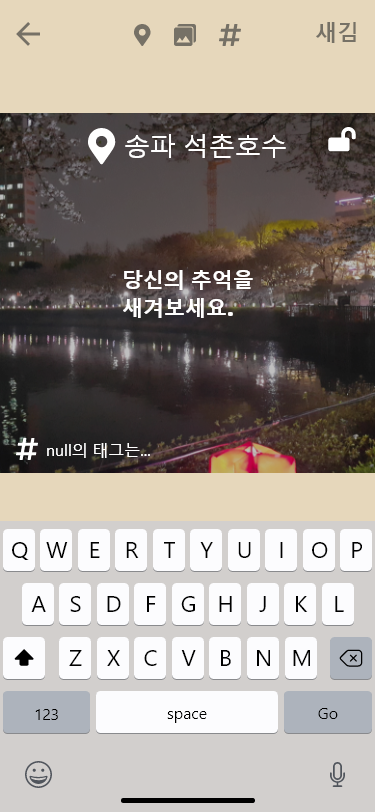 새김
송파 석촌호수
당신의 추억을
새겨보세요.
# null의 태그는...
Q W E R T Y U I O P
A S D F G H J K L
Z X C V B N M
123 space Go